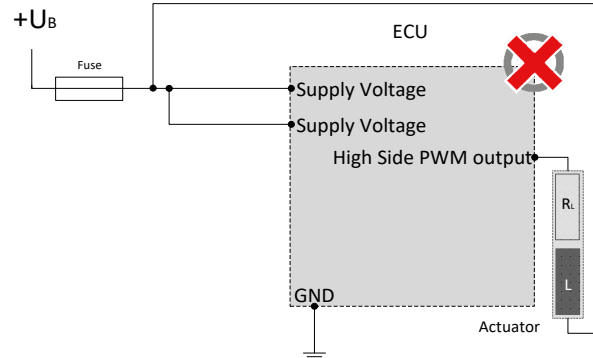 +UB
ECU
Fuse
Supply Voltage
Supply Voltage
High Side PWM output
RL
L
GND
Actuator